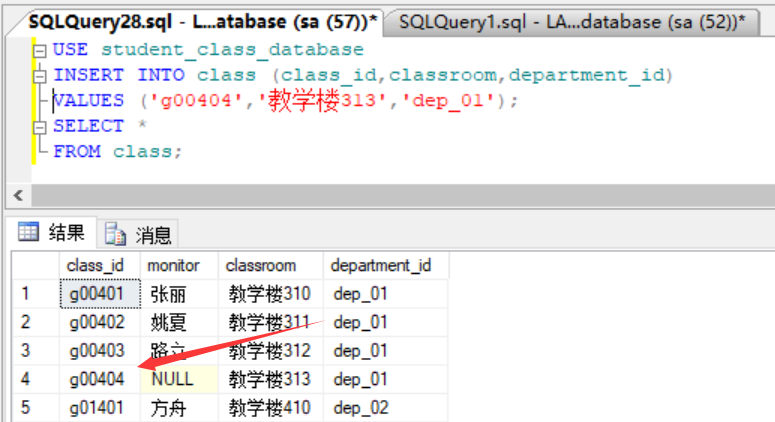 SQLQuery28.sql - L...atabase (sa (57))* SQLQuery1.sql - LA...database (sa (52))*
USE student_class_database
INSERT INTO class (class_id,classroom,department_id)
VALUES ('g00404','教学楼313','dep_01');
SELECT *
FROM class;
结果 消息
class_id monitor classroom department_id
1 g00401 张丽 教学楼310 dep_01
2 g00402 姚夏 教学楼311 dep_01
3 g00403 路立 教学楼312 dep_01
4 g00404 NULL 教学楼313 dep_01
5 g01401 方舟 教学楼410 dep_02